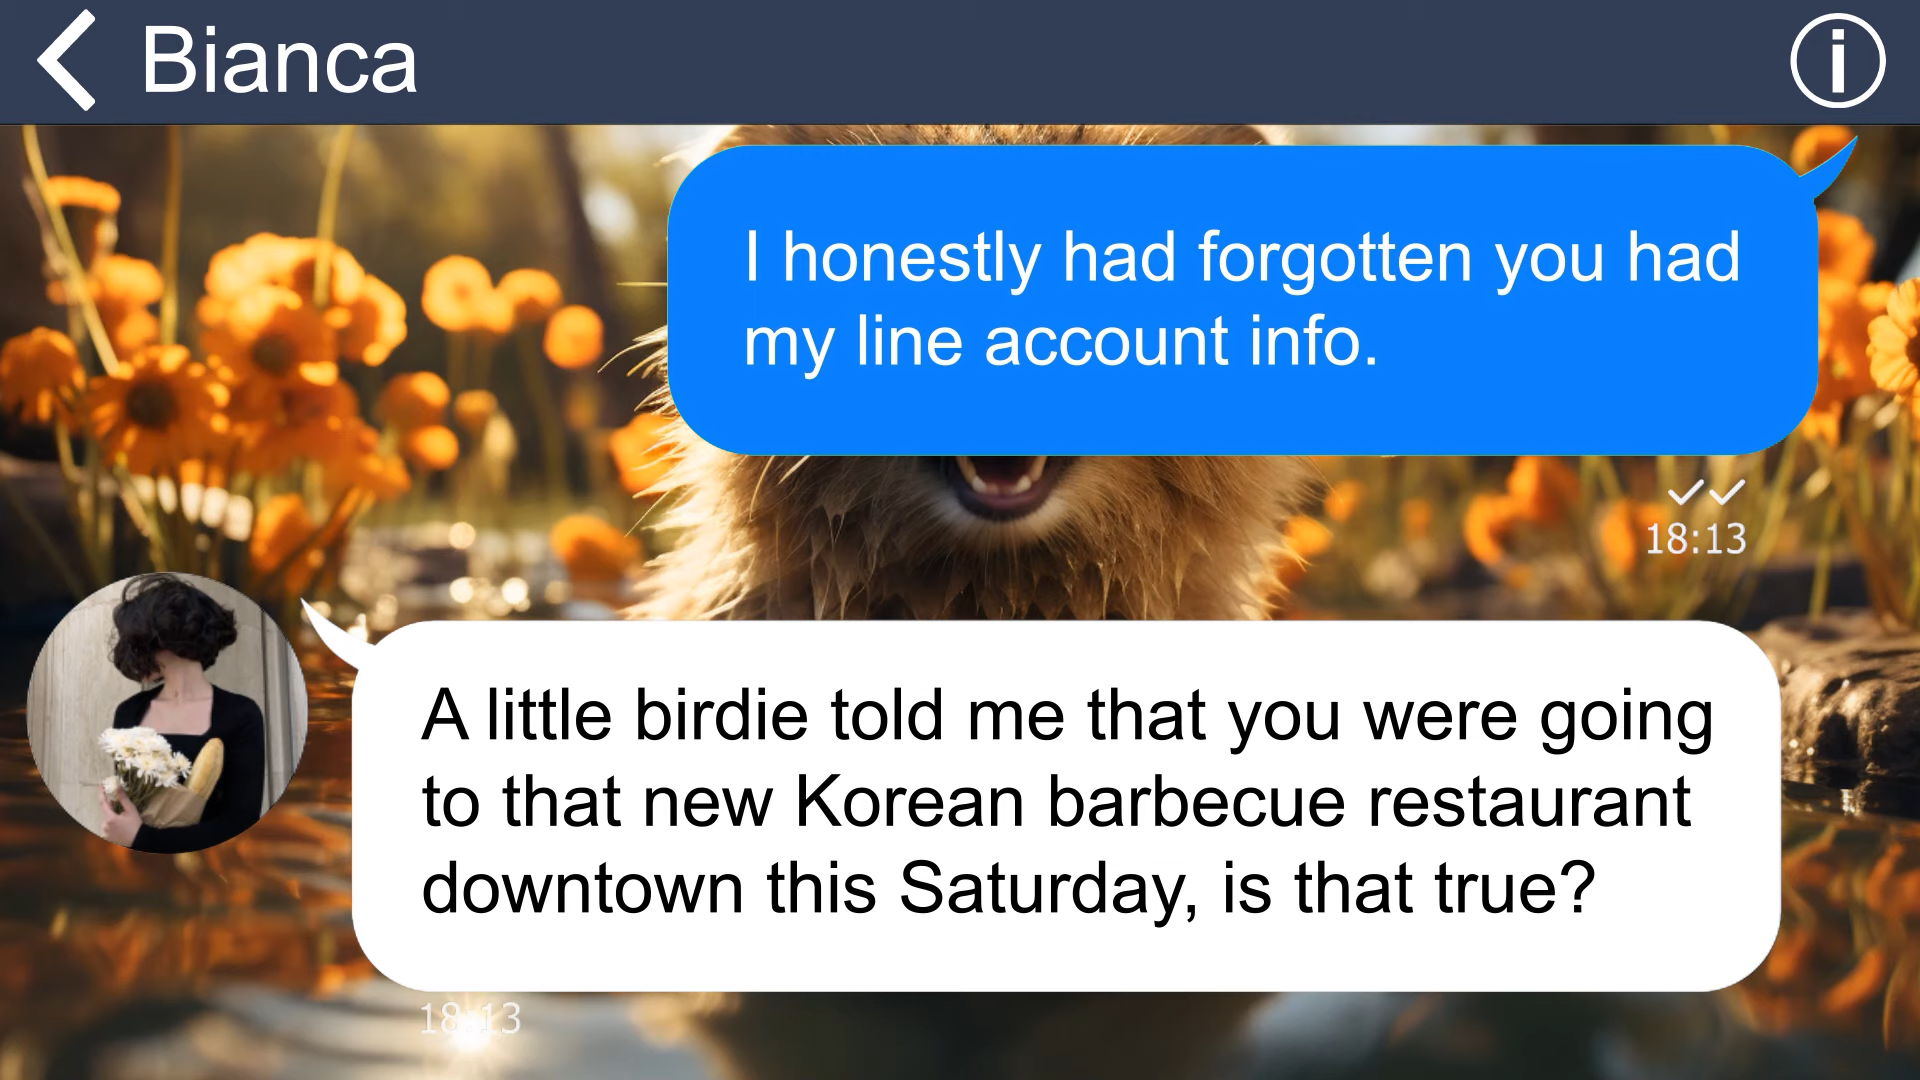 Bianca
I honestly had forgotten you had
my line account info.
18:13
A little birdie told me that you were going
to that new Korean barbecue restaurant
downtown this Saturday, is that true?
18:13